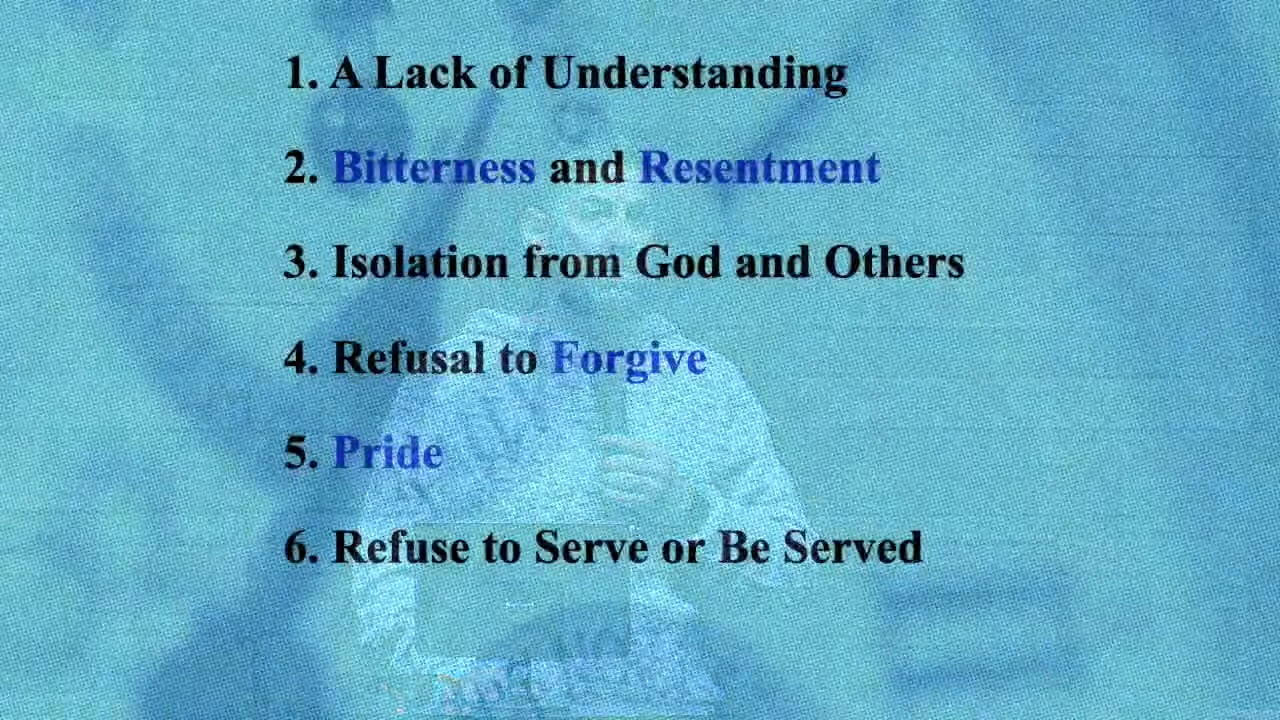 1. A Lack of Understanding
2. Bitterness and Resentment
3. Isolation from God and Others
4. Refusal to Forgive
5. Pride
6. Refuse to Serve or Be Served